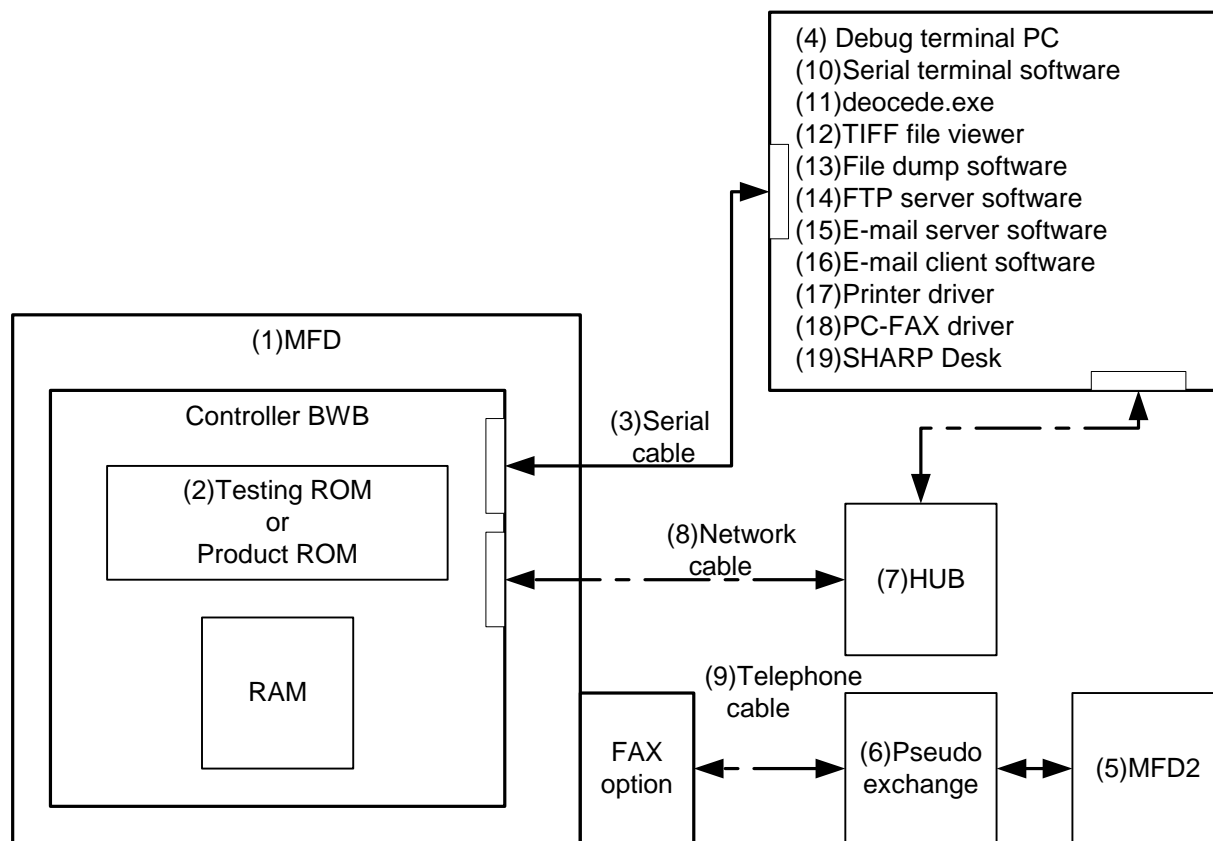 (4) Debug terminal PC
(10)Serial terminal software
(11)deocede.exe
(12)TIFF file viewer
(13)File dump software
(14)FTP server software
(15)E-mail server software
(16)E-mail client software
(17)Printer driver
(18)PC-FAX driver
(19)SHARP Desk
(1)MFD
Controller BWB
(2)Testing ROM
or
Product ROM
RAM
(3)Serial
cable
(8)Network
cable
(7)HUB
(9)Telephone
cable
FAX
option
(6)Pseudo
exchange
(5)MFD2